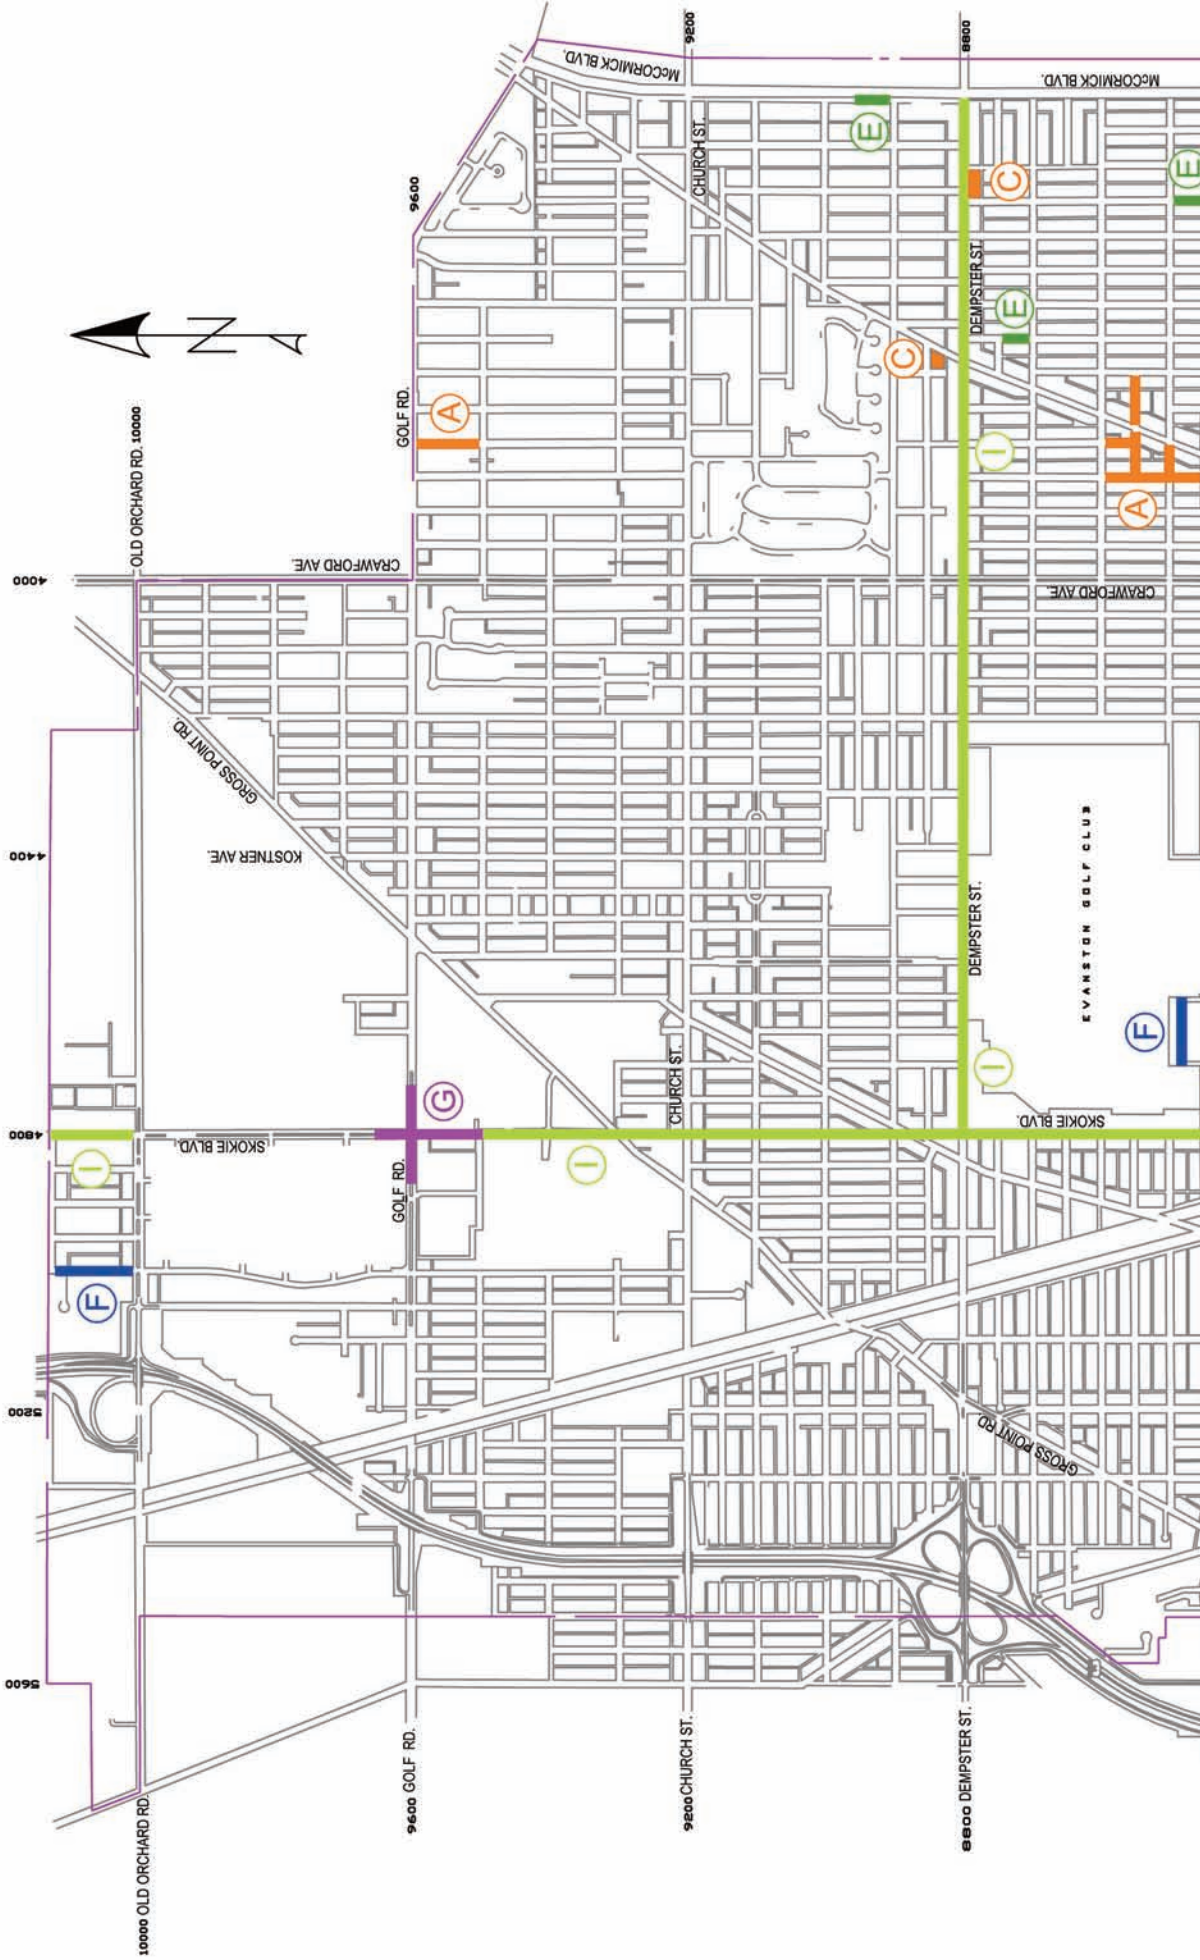 9200
8800
McCORMICK BLVD.
McCORMICK BLVD.
E
CHURCH ST.
9600
C
E
DEMPSTER ST.
E
N
C
GOLF RD.
A
OLD ORCHARD RD. 10000
I
A
4000
CRAWFORD AVE.
CRAWFORD AVE.
GROSS POINT RD.
4400
KOSTNER AVE.
EVANSTON GOLF CLUB
DEMPSTER ST.
F
CHURCH ST.
I
G
4800
SKOKIE BLVD.
SKOKIE BLVD.
I
I
GOLF RD.
F
5200
GROSS POINT RD.
5600
10000 OLD ORCHARD RD.
9600 GOLF RD.
9200 CHURCH ST.
8800 DEMPSTER ST.